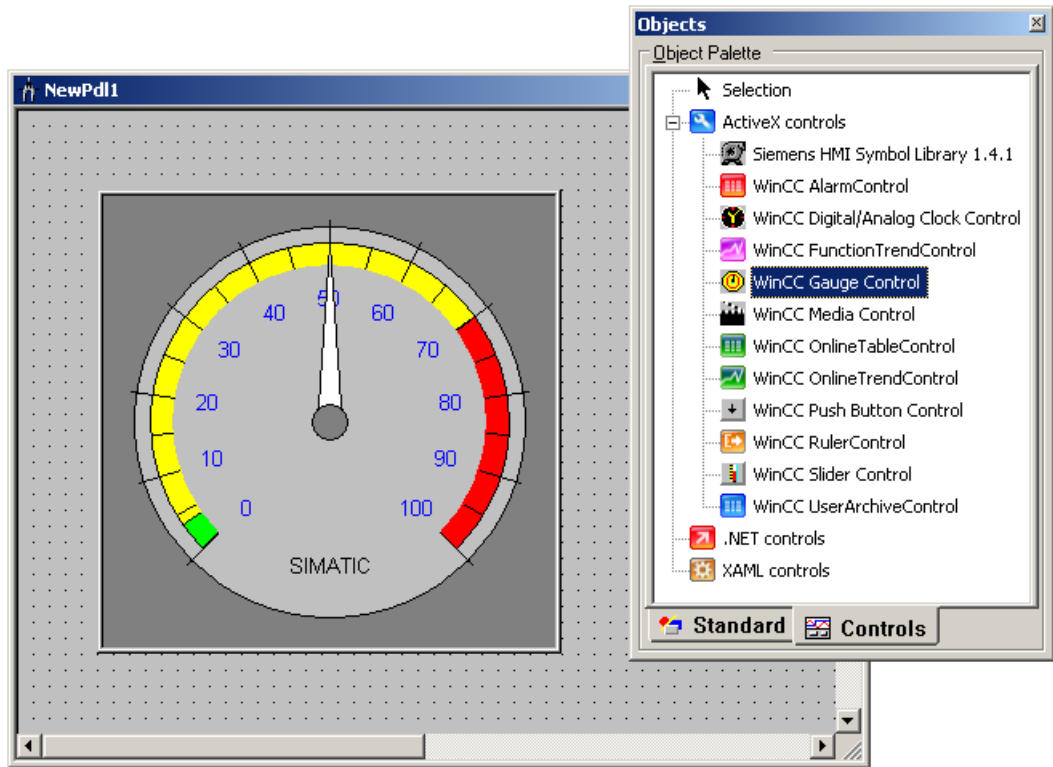 Objects
Object Palette
Selection
ActiveX controls
Siemens HMI Symbol Library 1.4.1
WinCC AlarmControl
WinCC Digital/Analog Clock Control
WinCC FunctionTrendControl
WinCC Gauge Control
WinCC Media Control
WinCC OnlineTableControl
WinCC OnlineTrendControl
WinCC Push Button Control
WinCC RulerControl
WinCC Slider Control
WinCC UserArchiveControl
.NET controls
XAML controls
Standard Controls
NewPdl1
50
40 60
30 70
20 80
10 90
0 100
SIMATIC